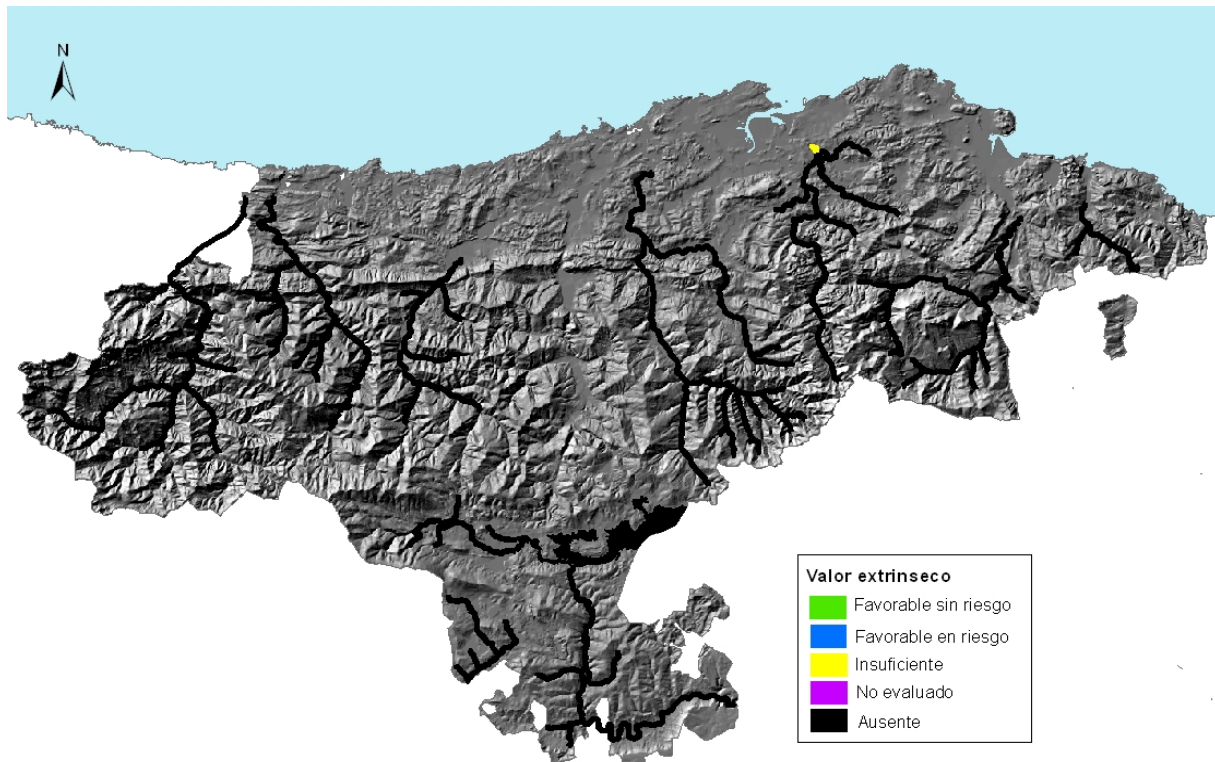 N
Valor extrinseco
Favorable sin riesgo
Favorable en riesgo
Insuficiente
No evaluado
Ausente